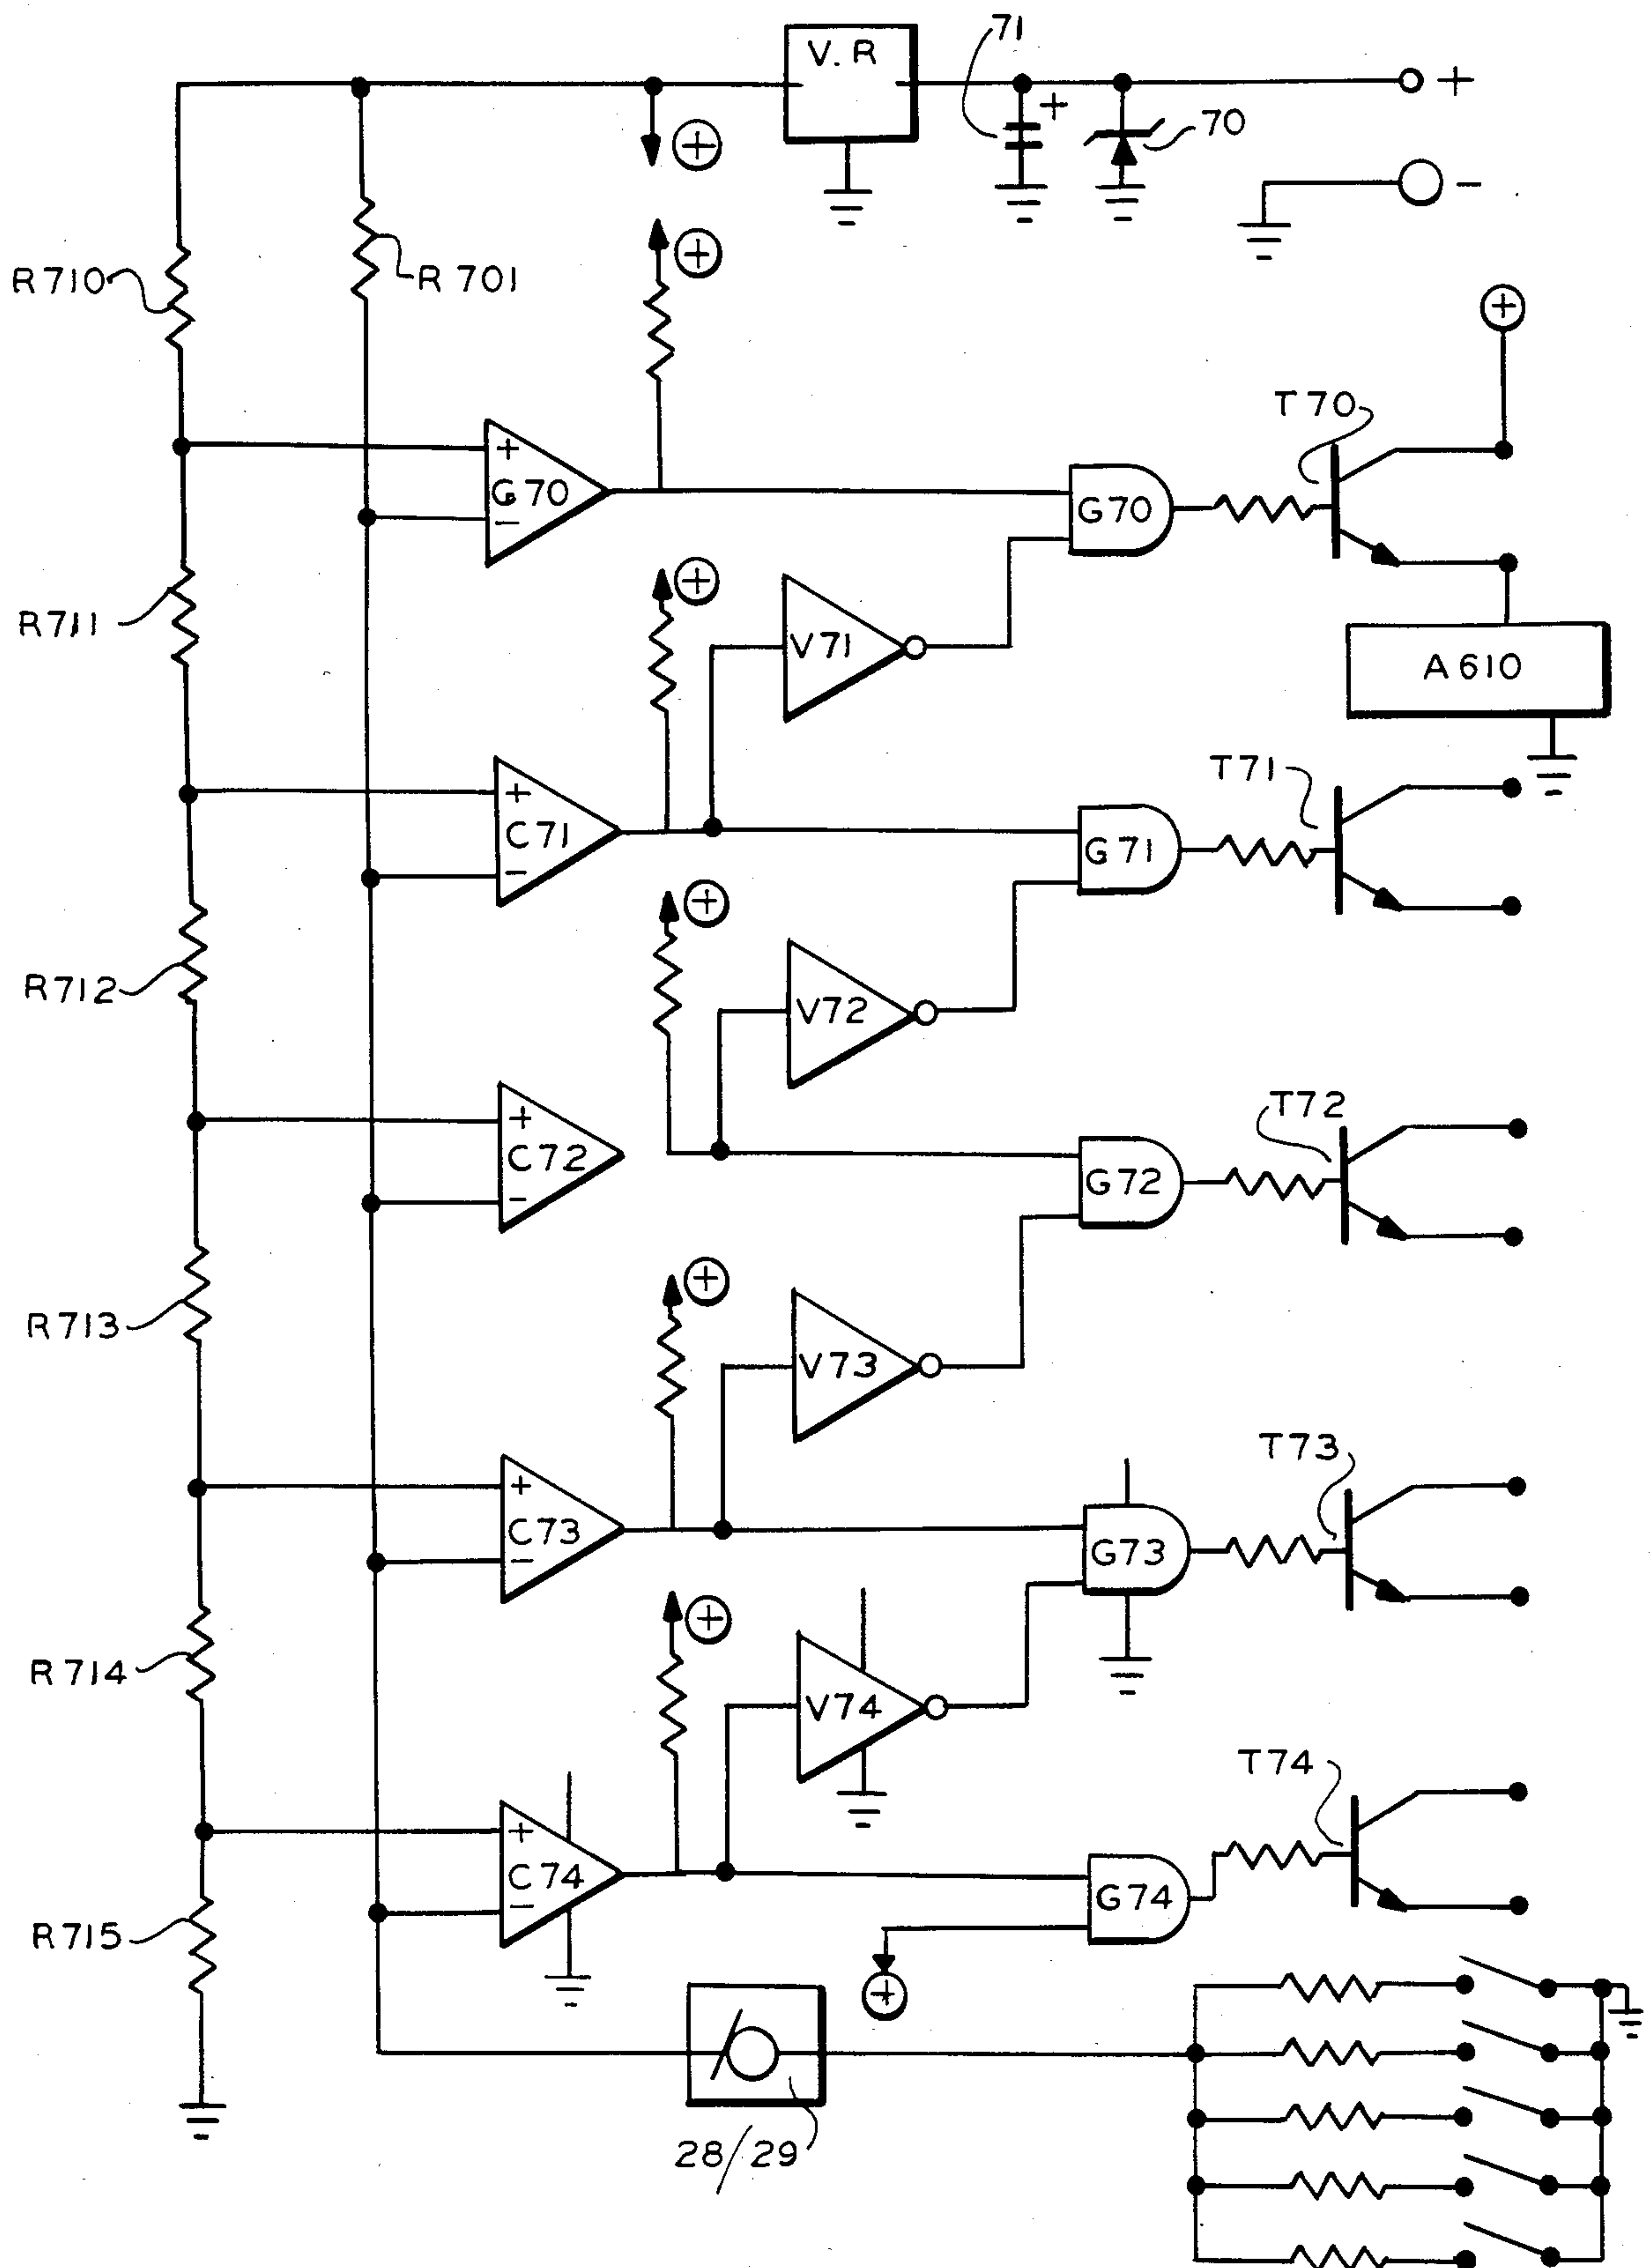 71
V.R
+
+
70
+
-
R710
R701
+
+
T70
+
G70
-
G70
R711
+
V71
A610
T71
+
C71
-
G71
+
R712
V72
T72
+
C72
-
G72
+
R713
V73
T73
+
C73
-
G73
+
R714
V74
T74
+
C74
-
G74
R715
+
28/29